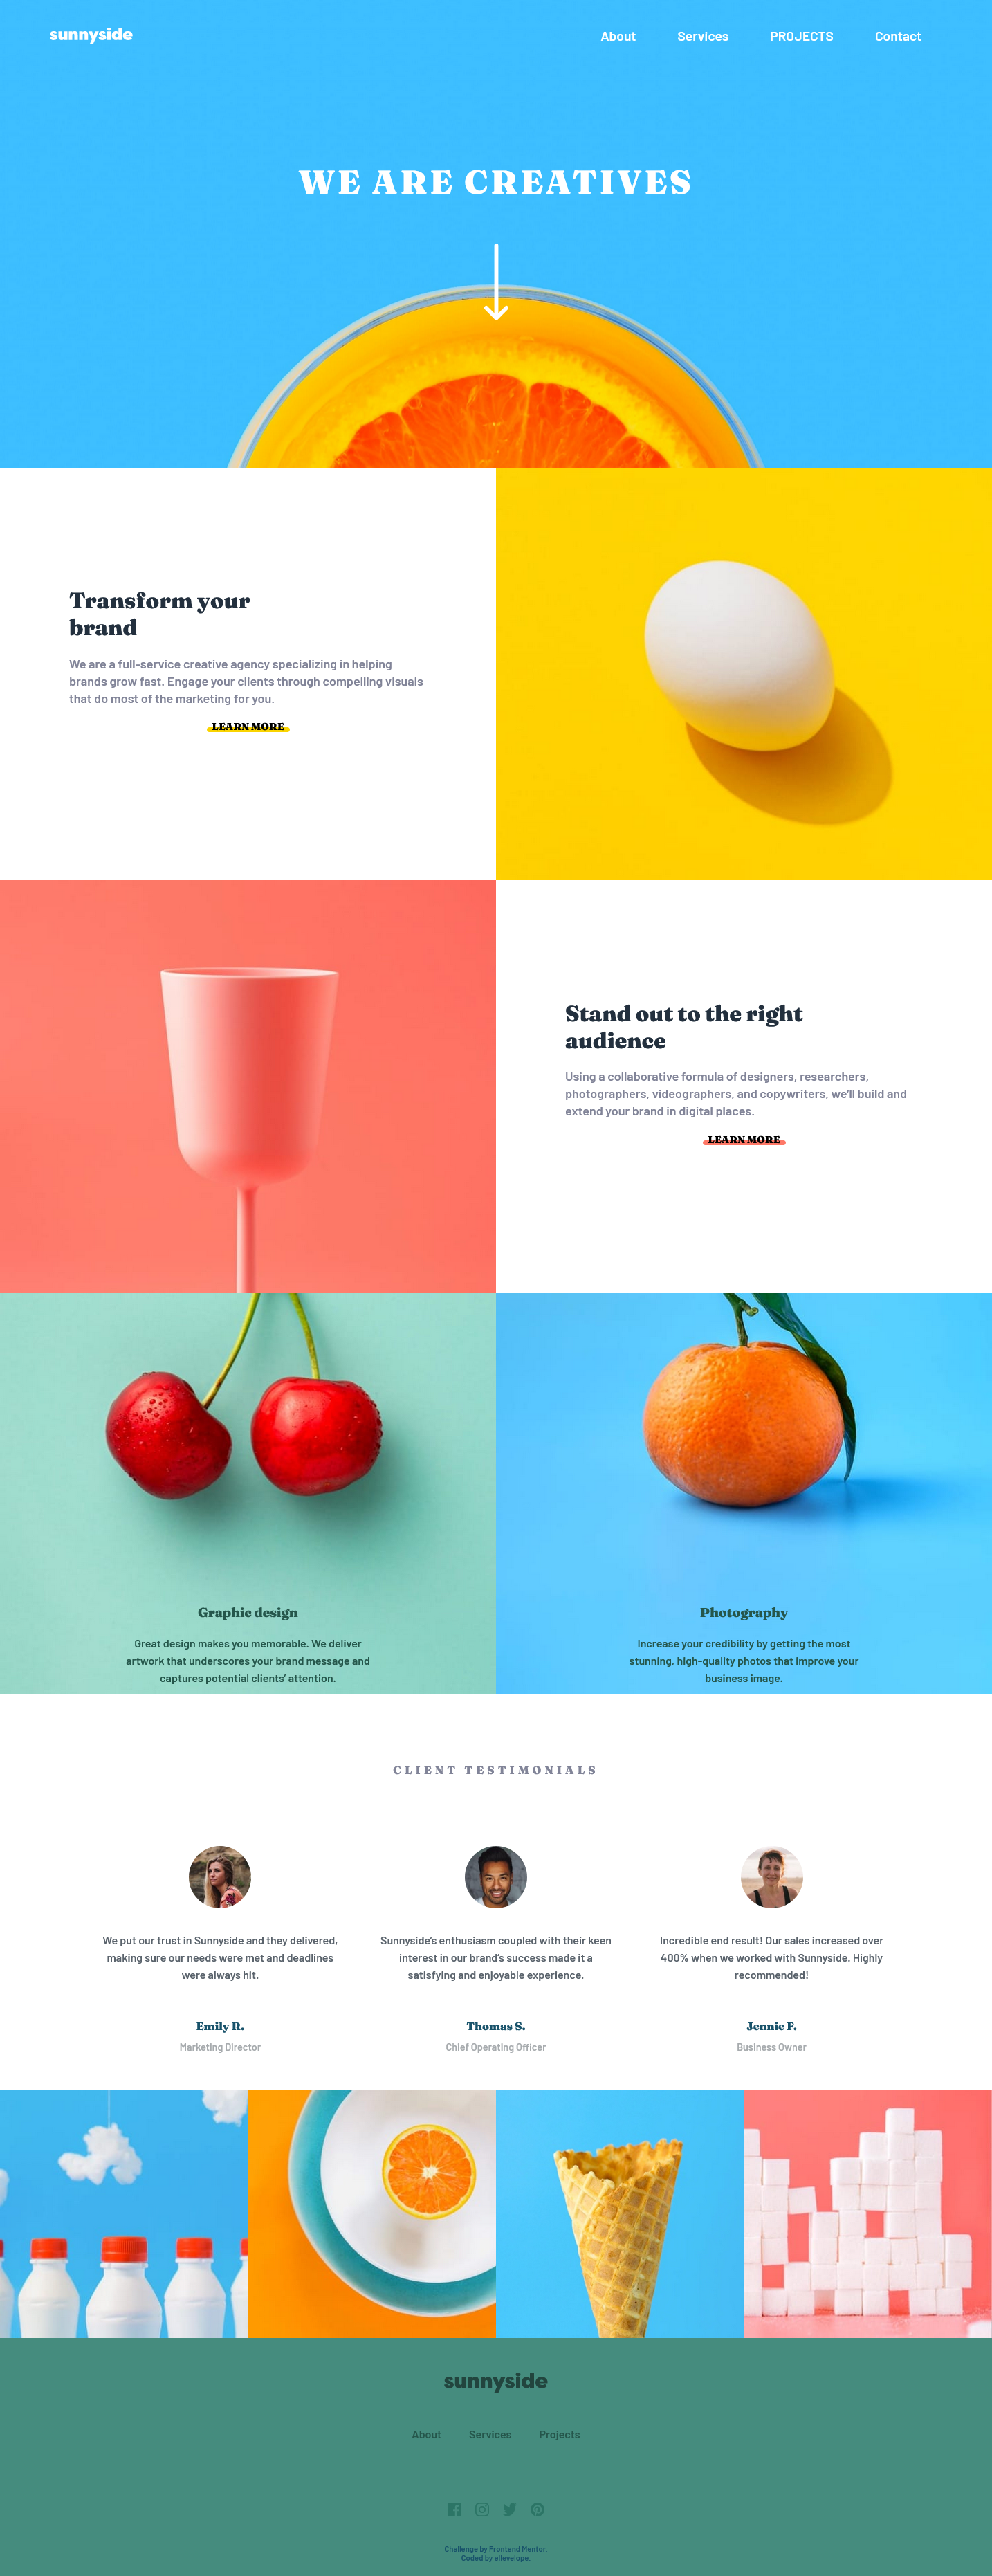 sunnyside
About Services PROJECTS Contact
WE ARE CREATIVES
Transform your
brand
We are a full-service creative agency specializing in helping
brands grow fast. Engage your clients through compelling visuals
that do most of the marketing for you.
LEARN MORE
Stand out to the right
audience
Using a collaborative formula of designers, researchers,
photographers, videographers, and copywriters, we’ll build and
extend your brand in digital places.
LEARN MORE
Graphic design
Great design makes you memorable. We deliver
artwork that underscores your brand message and
captures potential clients’ attention.
Photography
Increase your credibility by getting the most
stunning, high-quality photos that improve your
business image.
CLIENT TESTIMONIALS
We put our trust in Sunnyside and they delivered,
making sure our needs were met and deadlines
were always hit.
Emily R.
Marketing Director
Sunnyside’s enthusiasm coupled with their keen
interest in our brand’s success made it a
satisfying and enjoyable experience.
Thomas S.
Chief Operating Officer
Incredible end result! Our sales increased over
400% when we worked with Sunnyside. Highly
recommended!
Jennie F.
Business Owner
sunnyside
About Services Projects
Challenge by Frontend Mentor.
Coded by ellevelope.